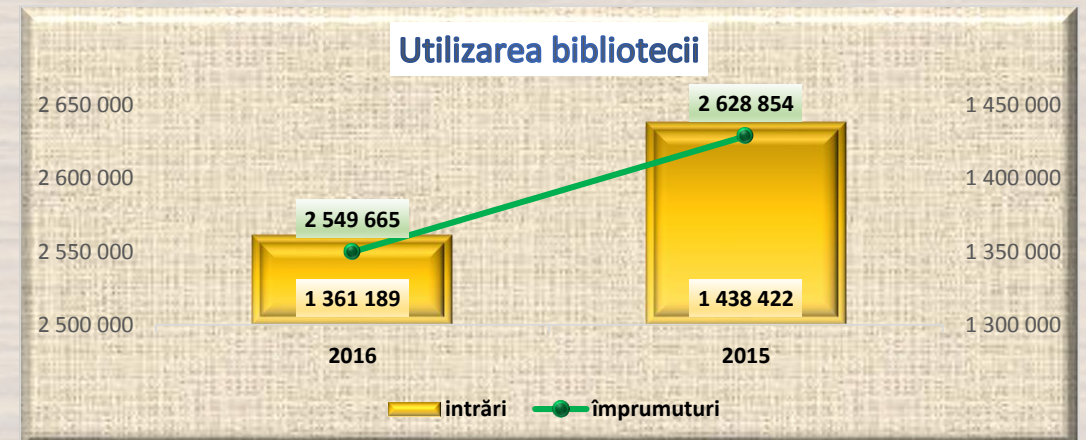 Utilizarea bibliotecii
2 650 000
2 628 854
1 450 000
2 600 000
1 400 000
2 549 665
2 550 000
1 350 000
1 361 189
1 438 422
2 500 000
1 300 000
2016
2015
intrări
împrumuturi